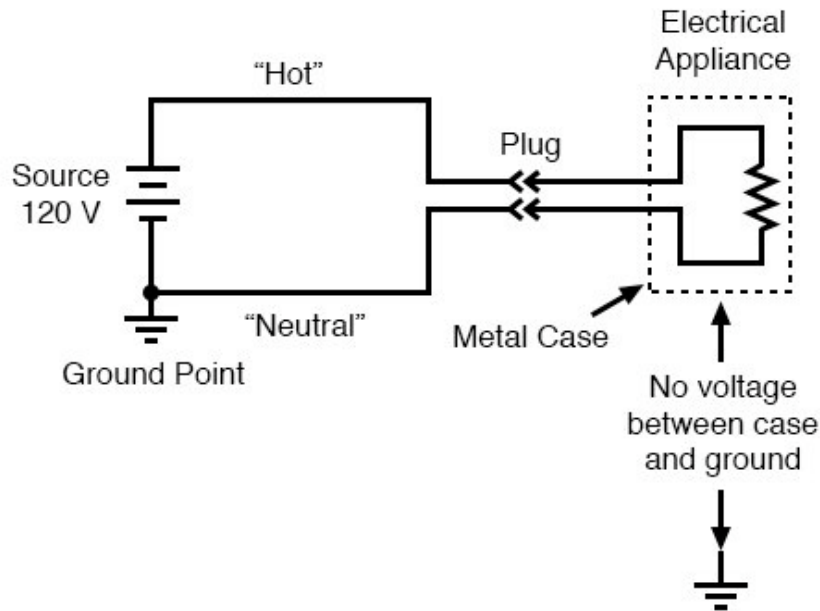 Electrical
Appliance
“Hot”
Plug
Source
120 V
“Neutral”
Metal Case
Ground Point
No voltage
between case
and ground